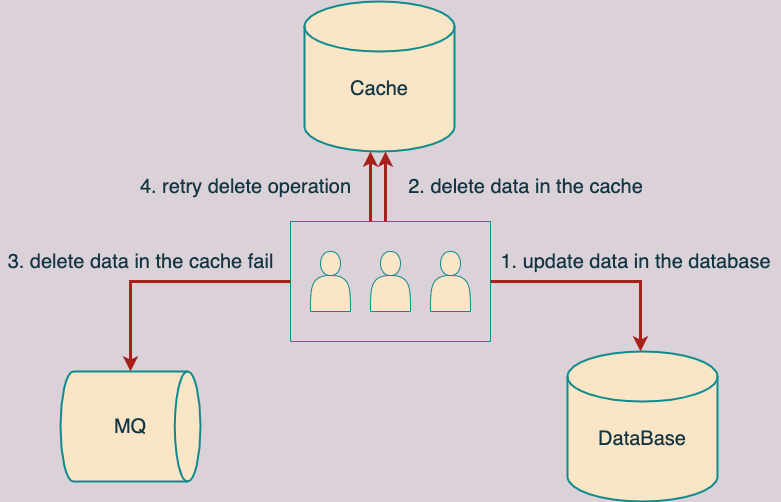 Cache
4. retry delete operation
2. delete data in the cache
3. delete data in the cache fail
1. update data in the database
MQ
DataBase